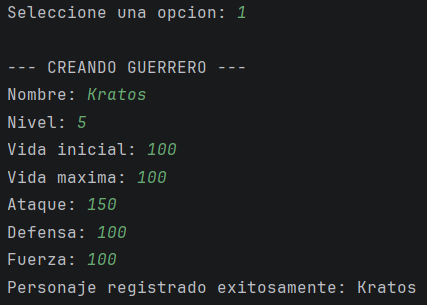 Seleccione una opcion: 1
--- CREANDO GUERRERO ---
Nombre: Kratos
Nivel: 5
Vida inicial: 100
Vida maxima: 100
Ataque: 150
Defensa: 100
Fuerza: 100
Personaje registrado exitosamente: Kratos